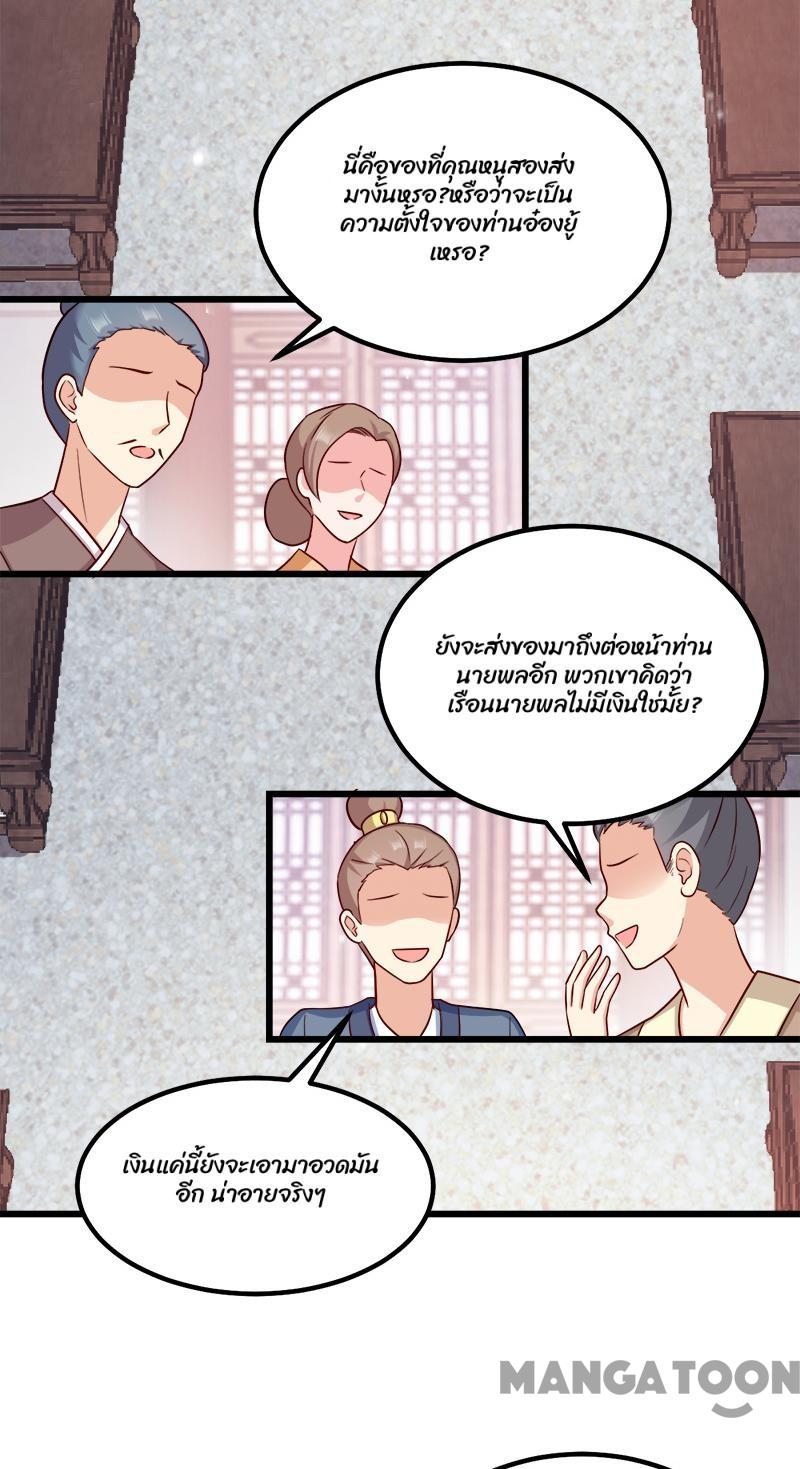 นี่คือของที่คุณหนูสองส่ง
มางั้นหรอ?หรือว่าจะเป็น
ความตั้งใจของท่านอ๋องยู้
เหรอ?
ยังจะส่งของมาถึงต่อหน้าท่าน
นายพลอีก พวกเขาคิดว่า
เรือนนายพลไม่มีเงินใช่มั้ย?
เงินแค่นี้ยังจะเอามาอวดมัน
อีก น่าอายจริงๆ
MANGATOON